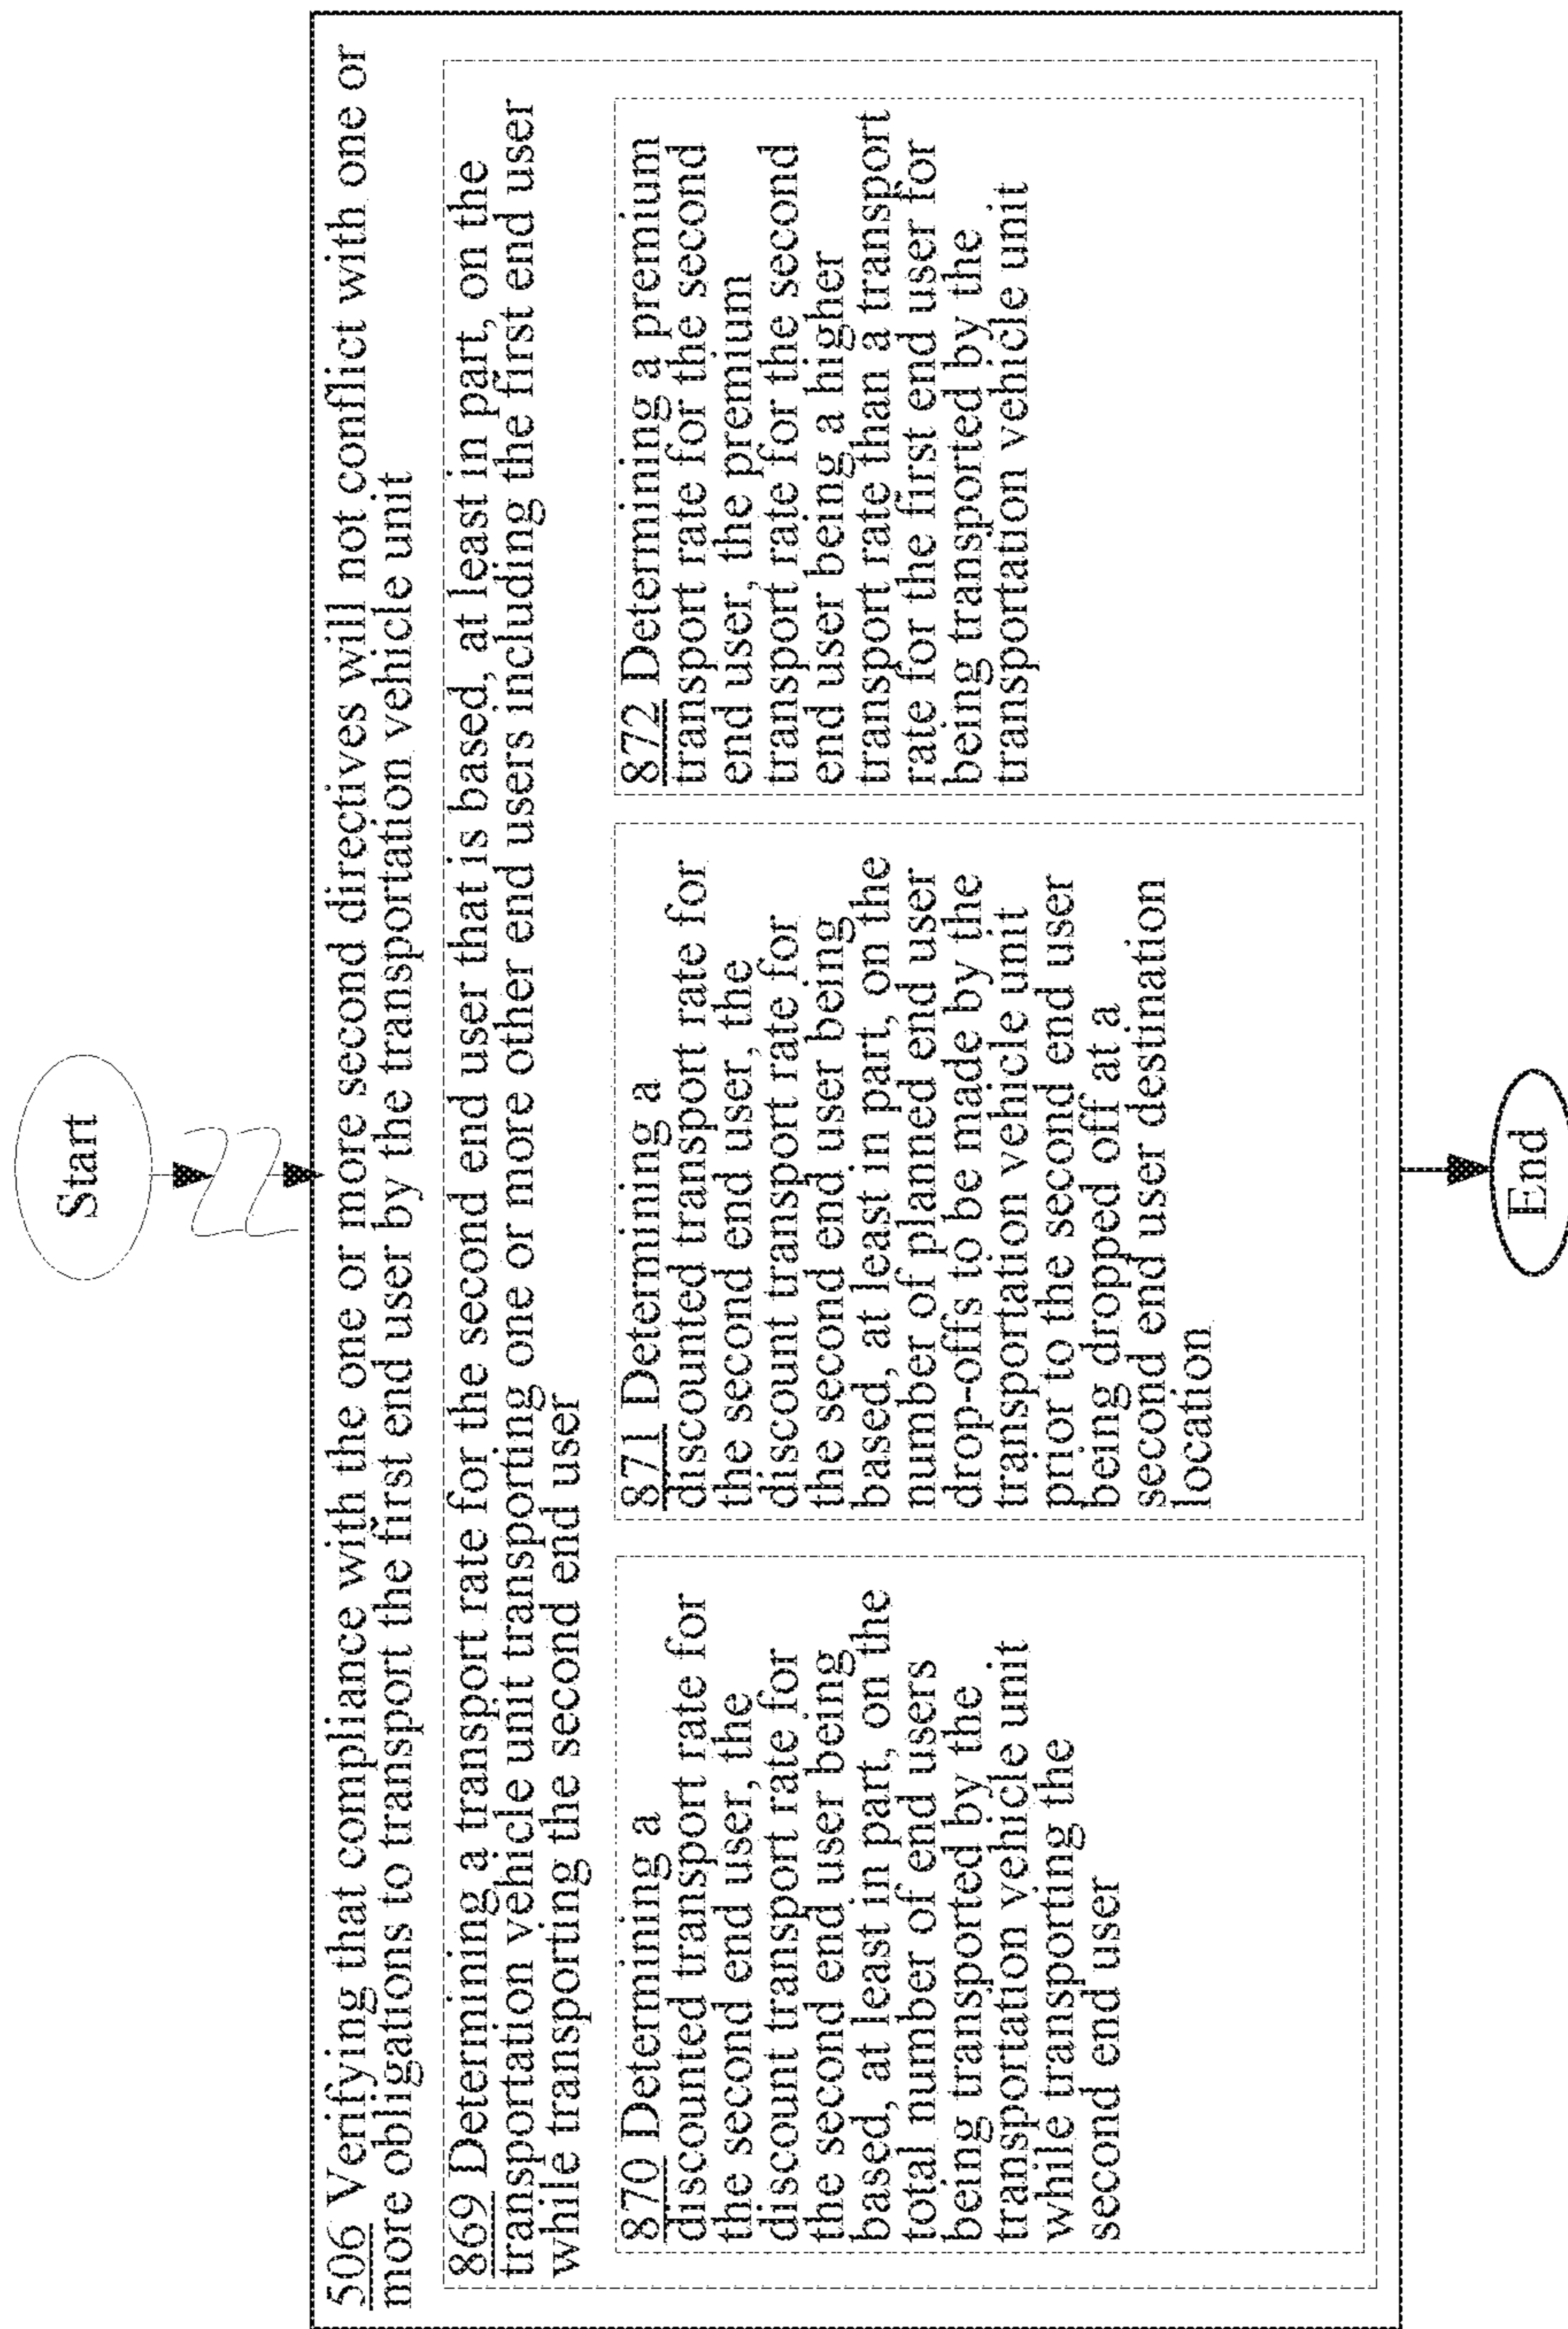 Start
506 Verifying that compliance with the one or more second directives will not conflict with one or
more obligations to transport the first end user by the transportation vehicle unit
869 Determining a transport rate for the second end user that is based, at least in part, on the
transportation vehicle unit transporting one or more other end users including the first end user
while transporting the second end user
870 Determining a
discounted transport rate for
the second end user, the
discount transport rate for
the second end user being
based, at least in part, on the
total number of end users
being transported by the
transportation vehicle unit
while transporting the
second end user
871 Determining a
discounted transport rate for
the second end user, the
discount transport rate for
the second end user being
based, at least in part, on the
number of planned end user
drop-offs to be made by the
transportation vehicle unit
prior to the second end user
being dropped off at a
second end user destination
location
872 Determining a premium
transport rate for the second
end user, the premium
transport rate for the second
end user being a higher
transport rate than a transport
rate for the first end user for
being transported by the
transportation vehicle unit
End